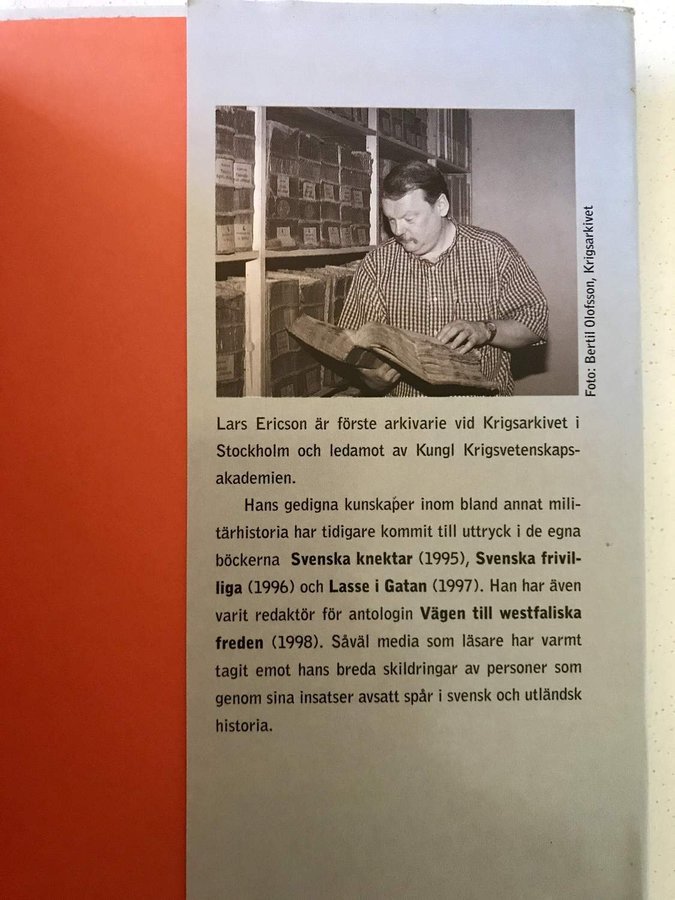 Foto: Bertil Olofsson, Krigsarkivet
Lars Ericson är förste arkivarie vid Krigsarkivet i
Stockholm och ledamot av Kungl Krigsvetenskaps-
akademien.
Hans gedigna kunskaper inom bland annat mili-
tärhistoria har tidigare kommit till uttryck i de egna
böckerna Svenska knektar (1995), Svenska frivil-
liga (1996) och Lasse i Gatan (1997). Han har även
varit redaktör för antologin Vägen till westfaliska
freden (1998). Såväl media som läsare har varmt
tagit emot hans breda skildringar av personer som
genom sina insatser avsatt spår i svensk och utländsk
historia.